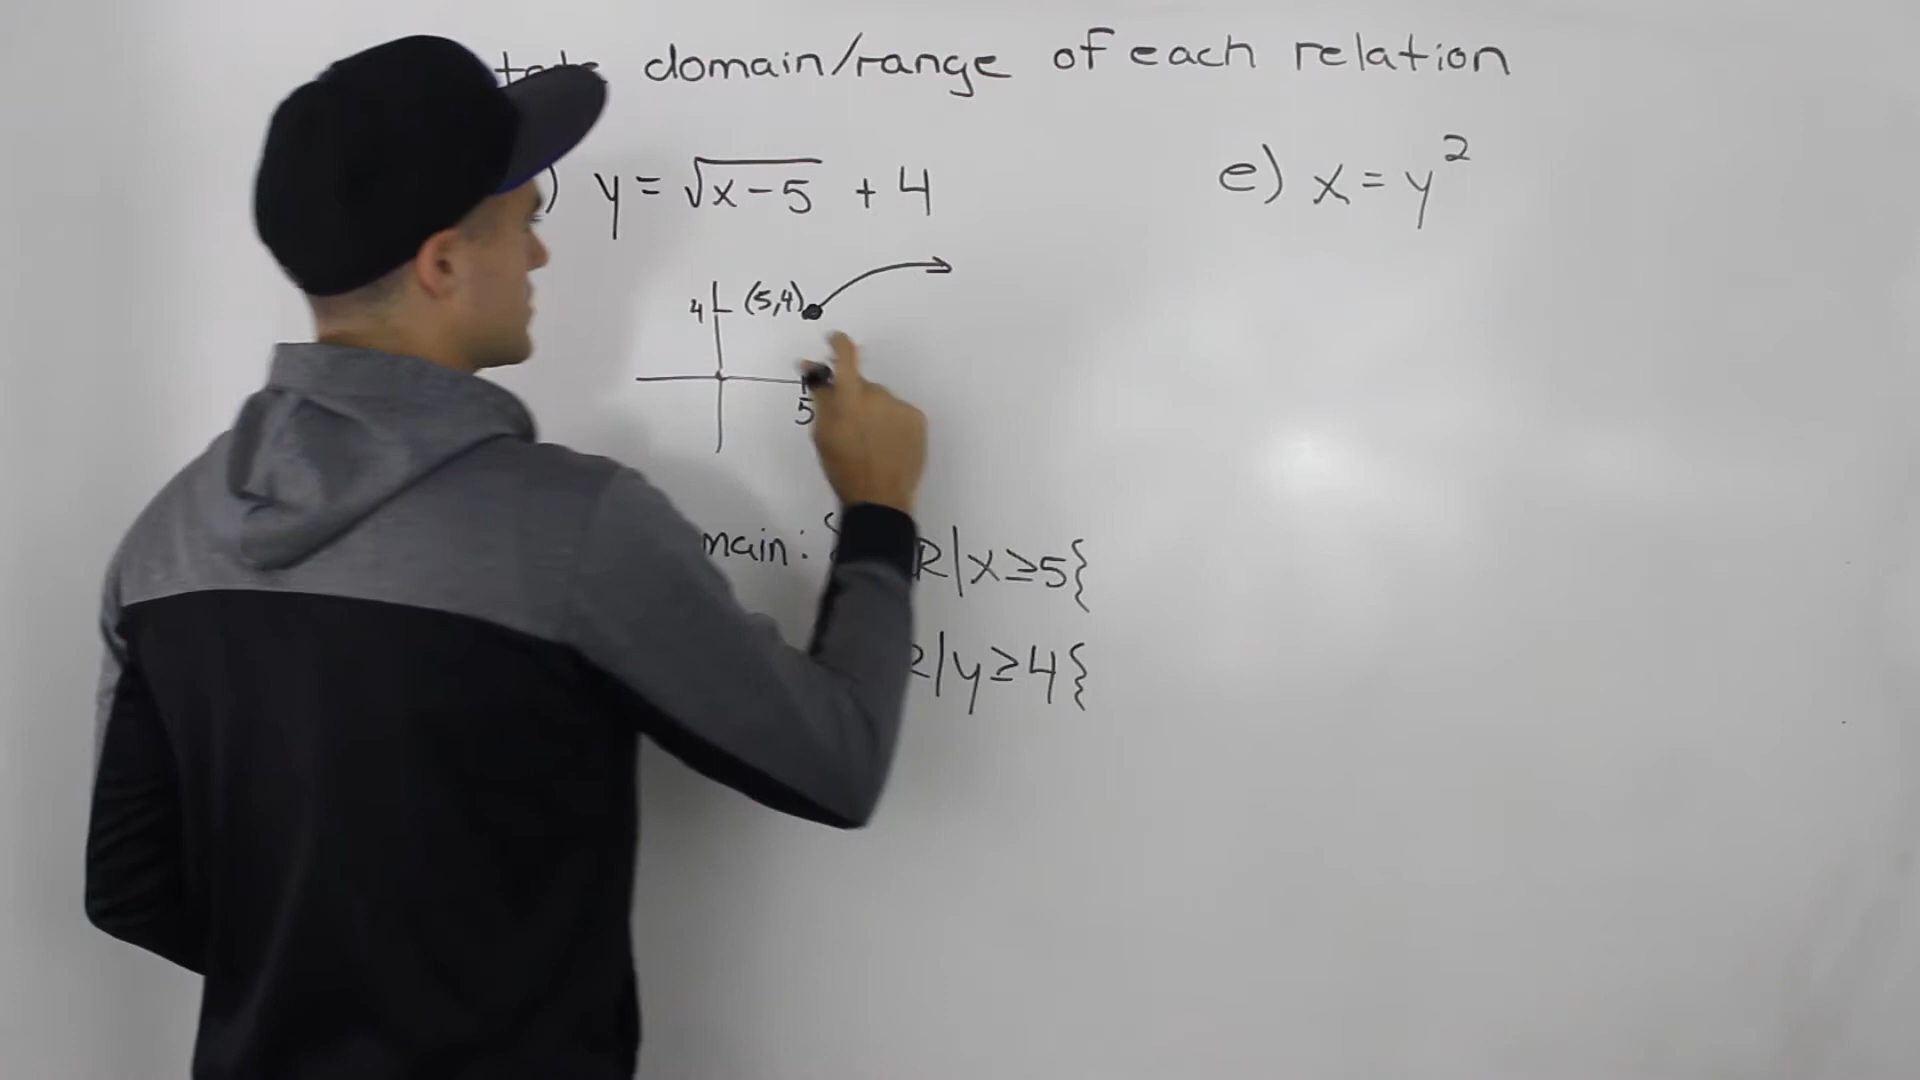 domain/range of each relation
) y = √x-5 + 4
e) x = y²
4 (5,4)
5
main: { R|x≥5{
R|y≥4{